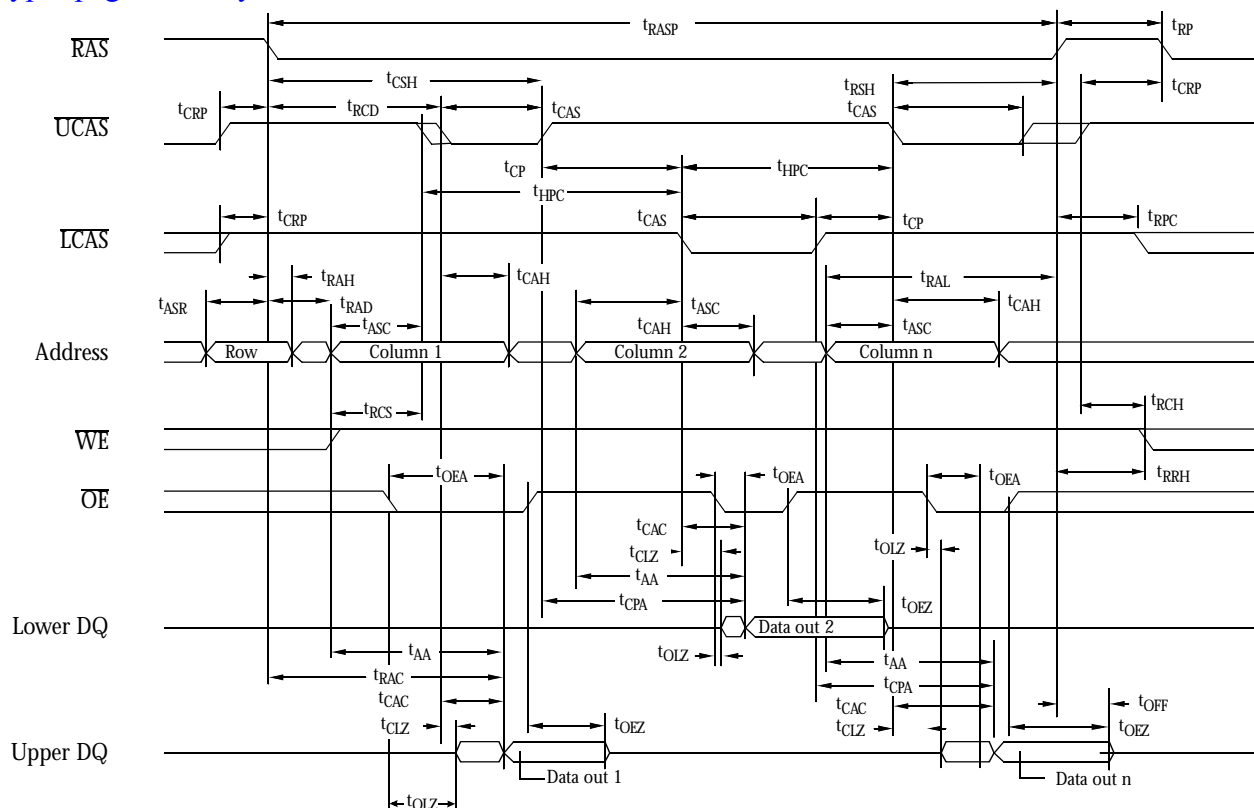 tRASP
tRP
RAS
tCSH
tRSH
tCRP
tRCD
tCAS
tCAS
tCRP
UCAS
tCP
tHPC
tHPC
tCRP
tCAS
tCP
tRPC
LCAS
tRAH
tCAH
tRAL
tASR
tRAD
tASC
tCAH
tASC
tCAH
tASC
Address
Row
Column 1
Column 2
Column n
tRCS
tRCH
WE
tOEA
tOEA
tOEA
tRRH
OE
tCAC
tCLZ
tOLZ
tAA
tCPA
tOEZ
Lower DQ
Data out 2
tOLZ
tAA
tAA
tRAC
tCPA
tCAC
tCAC
tOFF
tCLZ
tOEZ
tCLZ
tOEZ
Upper DQ
Data out 1
Data out n
tOLZ